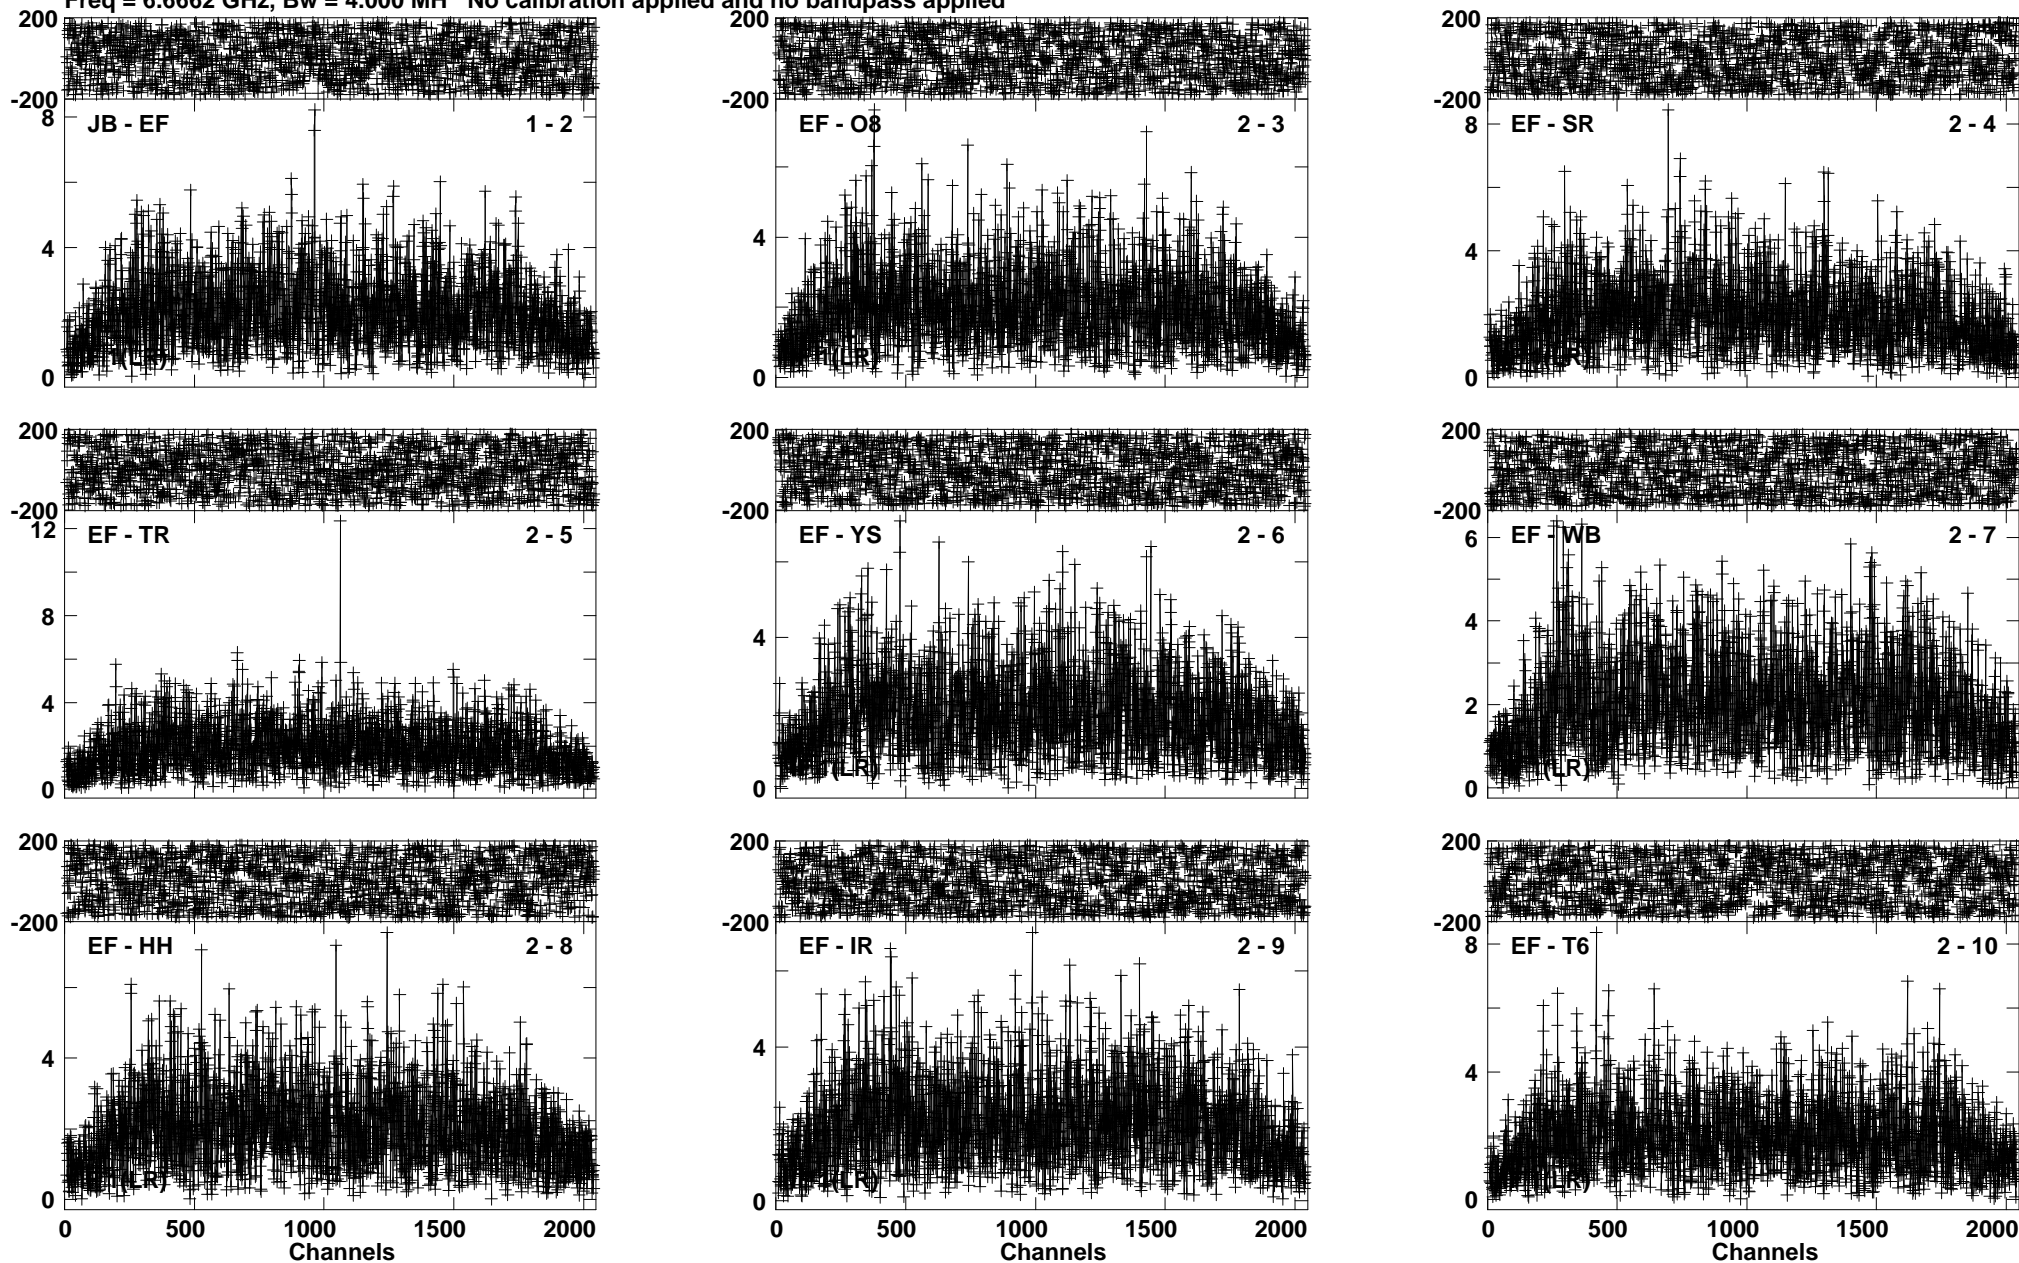 Freq = 6.6662 GHz, Bw = 4.000 MH No calibration applied and no bandpass applied
200 200 200
-200 -200 -200
8 JB - EF 1 - 2 EF - O8 2 - 3 8 EF - SR 2 - 4
4 4 4
(LR) (LR) (LR)
0 0 0
200 200 200
-200 -200 -200
12 EF - TR 2 - 5 EF - YS 2 - 6 6 EF - WB 2 - 7
8
4 4 4
2
(LR) (LR)
0 0 0
200 200 200
-200 -200 -200
EF - HH 2 - 8 EF - IR 2 - 9 8 EF - T6 2 - 10
4 4 4
(LR) (LR) (LR)
0 0 0
0 500 1000 1500 2000 0 500 1000 1500 2000 0 500 1000 1500 2000
Channels Channels